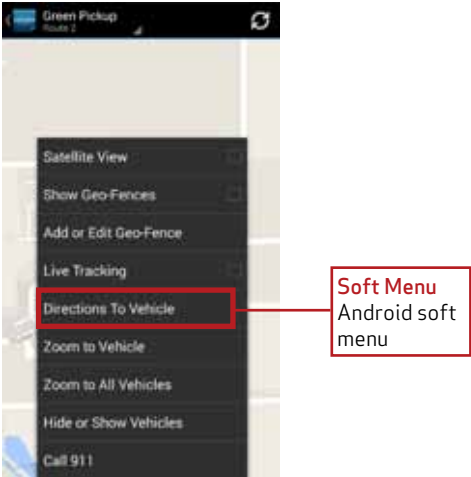 Green Pickup
Route 2
Satellite View
Show Geo-Fences
Add or Edit Geo-Fence
Live Tracking
Directions To Vehicle
Zoom to Vehicle
Zoom to All Vehicles
Hide or Show Vehicles
Call 911
Soft Menu
Android soft
menu